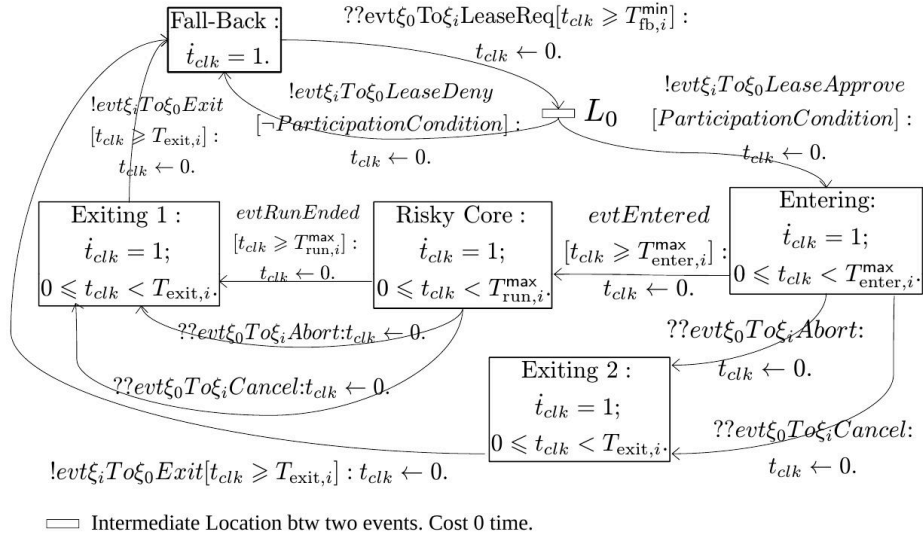 Fall-Back :
ṫ_clk = 1.
??evtξ₀ToξᵢLeaseReq[t_clk ⩾ T^min_fb,i] :
t_clk ← 0.
!evtξᵢToξ₀Exit
[t_clk ⩾ T_exit,i] :
t_clk ← 0.
!evtξᵢToξ₀LeaseDeny
[¬ParticipationCondition] :
t_clk ← 0.
L₀
!evtξᵢToξ₀LeaseApprove
[ParticipationCondition] :
t_clk ← 0.
Exiting 1 :
ṫ_clk = 1;
0 ⩽ t_clk < T_exit,i.
evtRunEnded
[t_clk ⩾ T^max_run,i] :
t_clk ← 0.
Risky Core :
ṫ_clk = 1;
0 ⩽ t_clk < T^max_run,i.
evtEntered
[t_clk ⩾ T^max_enter,i] :
t_clk ← 0.
Entering:
ṫ_clk = 1;
0 ⩽ t_clk < T^max_enter,i.
??evtξ₀ToξᵢAbort:t_clk ← 0.
??evtξ₀ToξᵢAbort:
t_clk ← 0.
??evtξ₀ToξᵢCancel:t_clk ← 0.
Exiting 2 :
ṫ_clk = 1;
0 ⩽ t_clk < T_exit,i.
??evtξ₀ToξᵢCancel:
t_clk ← 0.
!evtξᵢToξ₀Exit[t_clk ⩾ T_exit,i] : t_clk ← 0.
Intermediate Location btw two events. Cost 0 time.